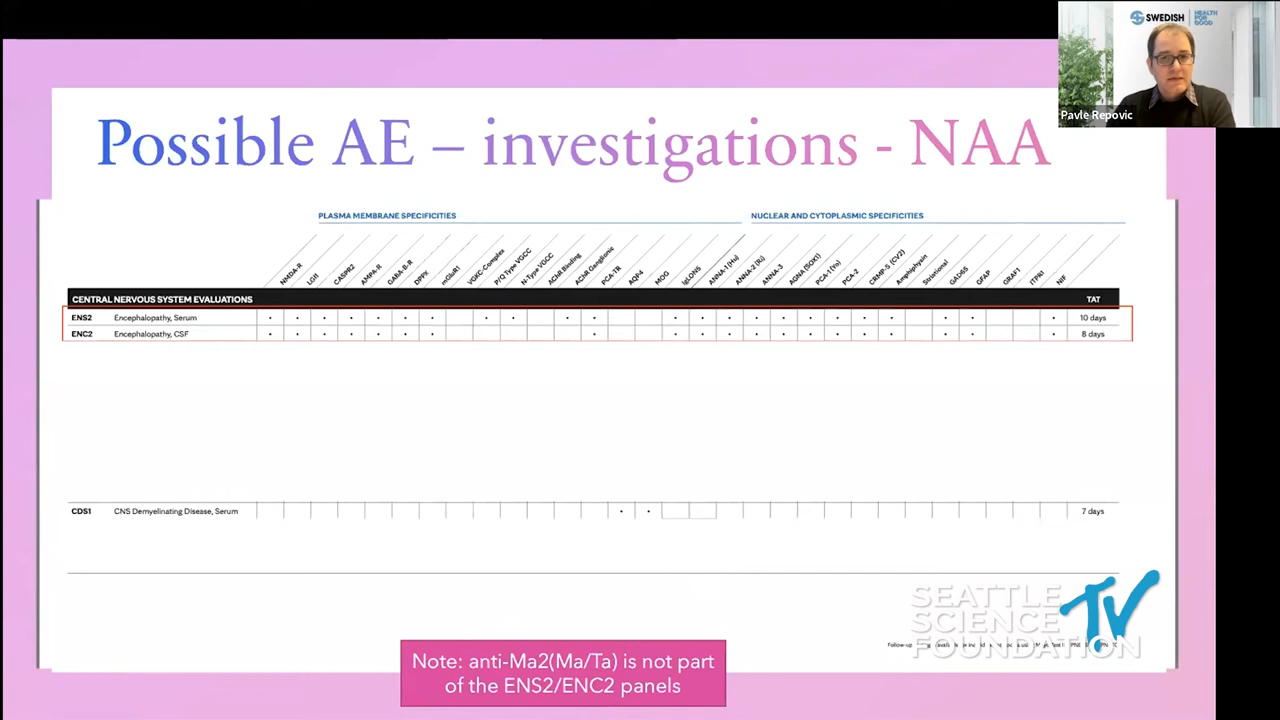 SWEDISH
HEALTH
FOR
GOOD
Pavle Repovic
Possible AE – investigations - NAA
PLASMA MEMBRANE SPECIFICITIES
NUCLEAR AND CYTOPLASMIC SPECIFICITIES
NMDA-R
LGI1
CASPR2
AMPA-R
GABA-B-R
DPPX
mGluR1
VGKC-Complex
P/Q Type VGCC
N-Type VGCC
AChR Binding
AChR Ganglionic
PCA-TR
AQP4
MOG
IgLON5
ANNA-1 (Hu)
ANNA-2 (Ri)
ANNA-3
AGNA (SOX1)
PCA-1 (Yo)
PCA-2
CRMP-5 (CV2)
Amphiphysin
Striational
GAD65
GFAP
GRAF1
ITPR1
NIF
CENTRAL NERVOUS SYSTEM EVALUATIONS TAT
ENS2 Encephalopathy, Serum 10 days
ENC2 Encephalopathy, CSF 8 days
CDS1 CNS Demyelinating Disease, Serum 7 days
SEATTLE
SCIENCE
FOUNDATION
TV
Follow-up
Note: anti-Ma2(Ma/Ta) is not part
of the ENS2/ENC2 panels